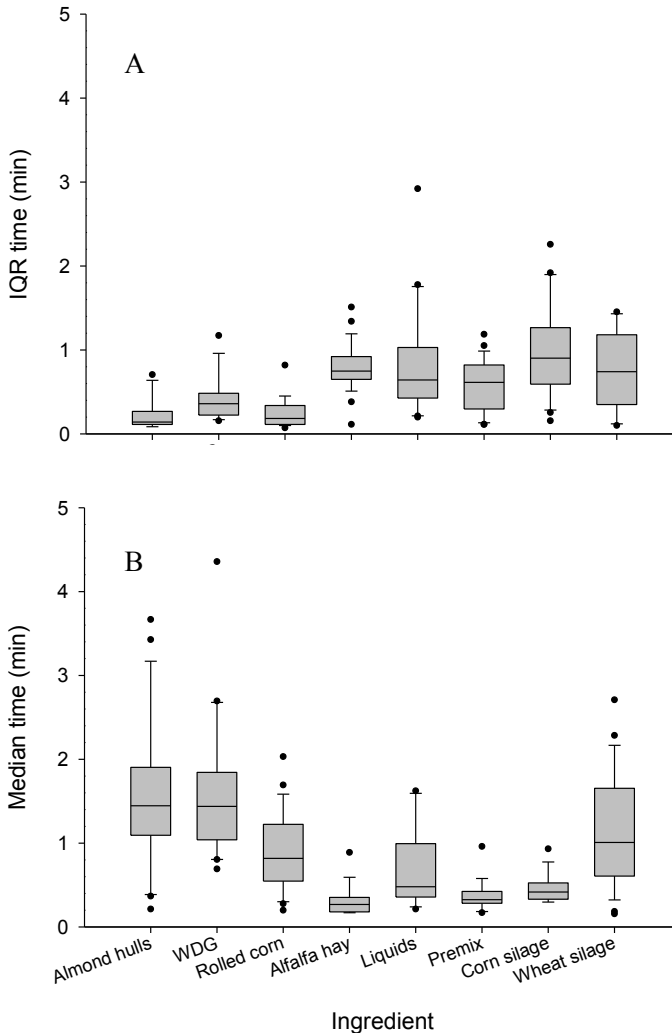 5
A
4
3
2
1
0
IQR time (min)
5
B
4
3
2
1
0
Median time (min)
Almond hulls
WDG
Rolled corn
Alfalfa hay
Liquids
Premix
Corn silage
Wheat silage
Ingredient